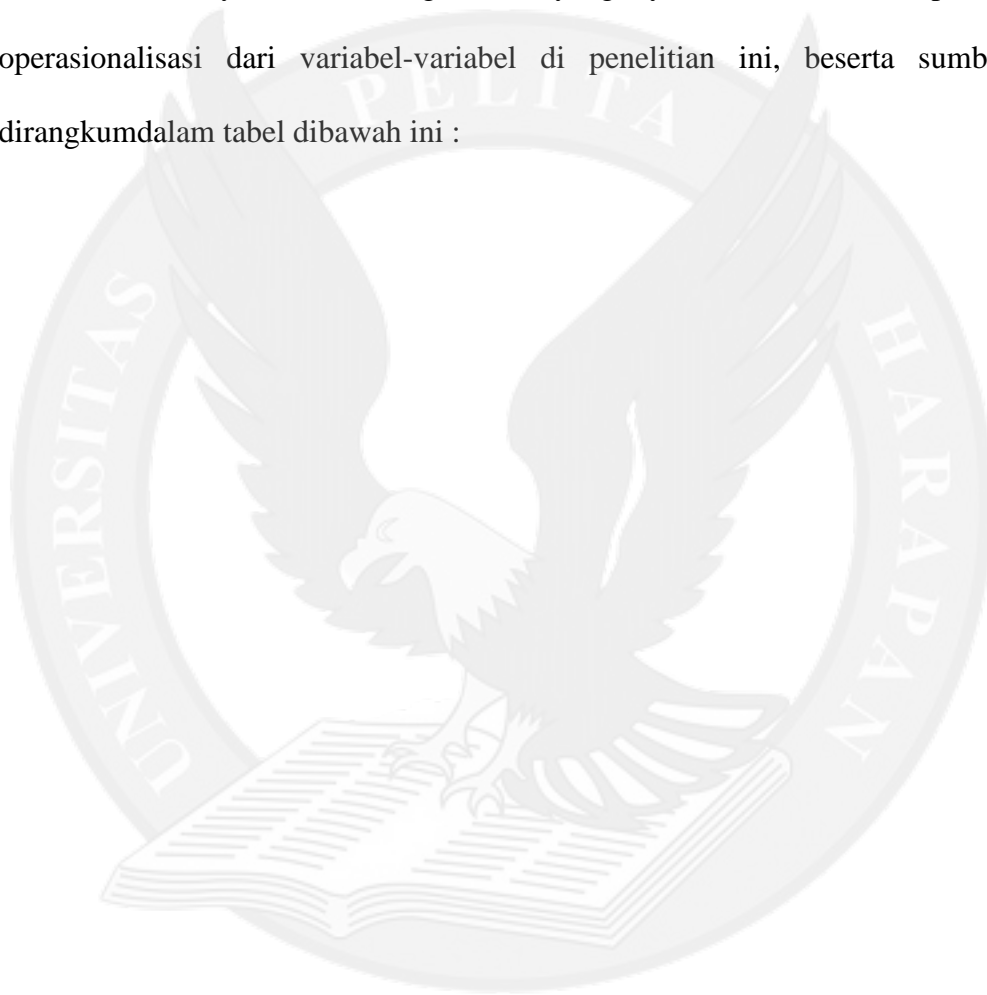 operasionalisasi dari variabel-variabel di penelitian ini, beserta sumb
dirangkumdalam tabel dibawah ini :
UNIVERSITAS PELITA HARAPAN